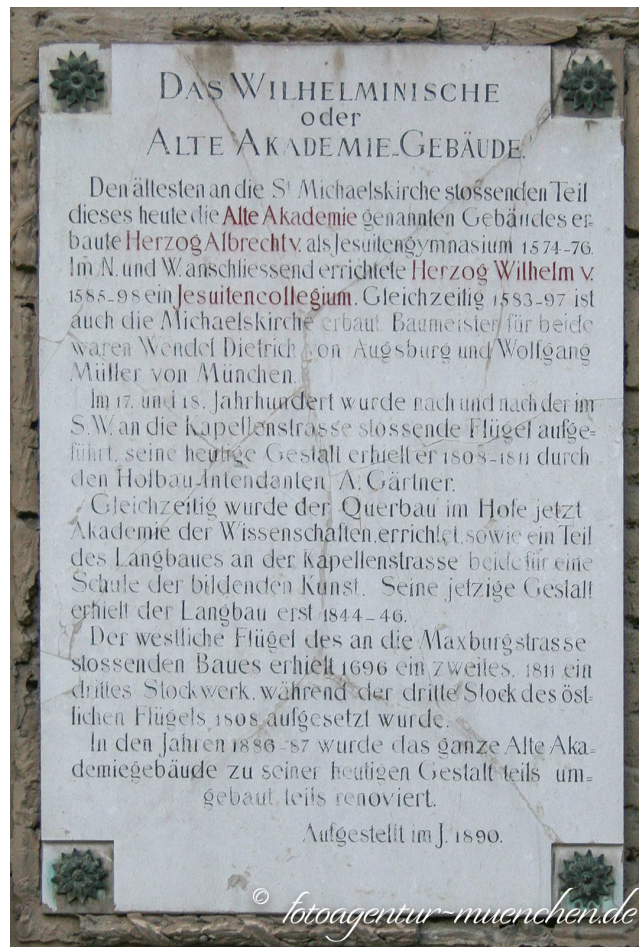 DAS WILHELMINISCHE
oder
ALTE AKADEMIE-GEBÄUDE.
Den ältesten an die St Michaelskirche stossenden Teil
dieses heute die Alte Akademie genannten Gebäudes er-
baute Herzog Albrecht V. als Jesuitengymnasium 1574-76.
Im N. und W. anschliessend errichtete Herzog Wilhelm V.
1585-98 ein Jesuitencollegium. Gleichzeitig 1583-97 ist
auch die Michaelskirche erbaut. Baumeister für beide
waren Wendel Dietrich von Augsburg und Wolfgang
Müller von München.
Im 17. und 18. Jahrhundert wurde nach und nach der im
S.W. an die Kapellenstrasse stossende Flügel aufge=
führt, seine heutige Gestalt erhielt er 1808-1811 durch
den Hofbau-Intendanten A. Gärtner.
Gleichzeitig wurde der Querbau im Hofe jetzt
Akademie der Wissenschaften, errichtet, sowie ein Teil
des Langbaues an der Kapellenstrasse beide für eine
Schule der bildenden Kunst. Seine jetzige Gestalt
erhielt der Langbau erst 1844-46.
Der westliche Flügel des an die Maxburgstrasse
stossenden Baues erhielt 1696 ein zweites, 1811 ein
drittes Stockwerk, während der dritte Stock des öst-
lichen Flügels 1808 aufgesetzt wurde.
In den Jahren 1886-87 wurde das ganze Alte Aka=
demiegebäude zu seiner heutigen Gestalt teils um=
gebaut, teils renoviert.
Aufgestellt im J. 1890.
© fotoagentur-muenchen.de